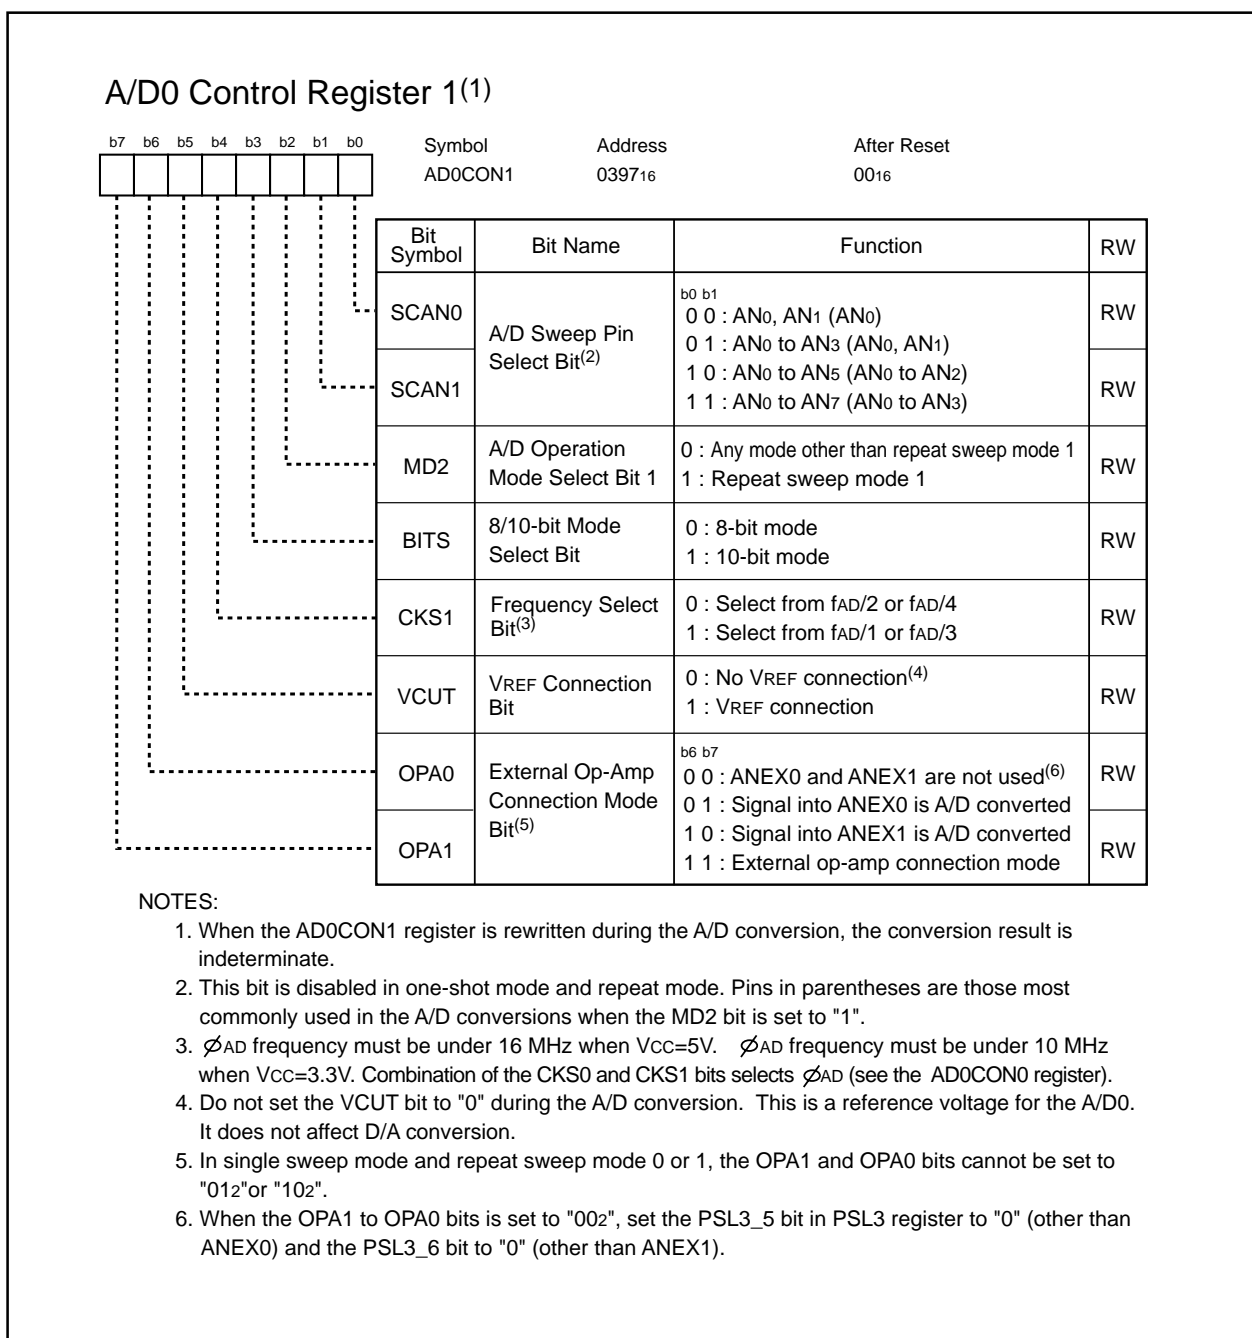 A/D0 Control Register 1(1)
b7 b6 b5 b4 b3 b2 b1 b0
Symbol Address After Reset
AD0CON1 039716 0016
Bit Symbol Bit Name Function RW
SCAN0 RW
SCAN1 RW
A/D Sweep Pin
Select Bit(2)
b0 b1
0 0 : AN0, AN1 (AN0)
0 1 : AN0 to AN3 (AN0, AN1)
1 0 : AN0 to AN5 (AN0 to AN2)
1 1 : AN0 to AN7 (AN0 to AN3)
MD2
A/D Operation
Mode Select Bit 1
0 : Any mode other than repeat sweep mode 1
1 : Repeat sweep mode 1
RW
BITS
8/10-bit Mode
Select Bit
0 : 8-bit mode
1 : 10-bit mode
RW
CKS1
Frequency Select
Bit(3)
0 : Select from fAD/2 or fAD/4
1 : Select from fAD/1 or fAD/3
RW
VCUT
VREF Connection
Bit
0 : No VREF connection(4)
1 : VREF connection
RW
OPA0 RW
OPA1 RW
External Op-Amp
Connection Mode
Bit(5)
b6 b7
0 0 : ANEX0 and ANEX1 are not used(6)
0 1 : Signal into ANEX0 is A/D converted
1 0 : Signal into ANEX1 is A/D converted
1 1 : External op-amp connection mode
NOTES:
1. When the AD0CON1 register is rewritten during the A/D conversion, the conversion result is
indeterminate.
2. This bit is disabled in one-shot mode and repeat mode. Pins in parentheses are those most
commonly used in the A/D conversions when the MD2 bit is set to "1".
3. ØAD frequency must be under 16 MHz when VCC=5V. ØAD frequency must be under 10 MHz
when VCC=3.3V. Combination of the CKS0 and CKS1 bits selects ØAD (see the AD0CON0 register).
4. Do not set the VCUT bit to "0" during the A/D conversion. This is a reference voltage for the A/D0.
It does not affect D/A conversion.
5. In single sweep mode and repeat sweep mode 0 or 1, the OPA1 and OPA0 bits cannot be set to
"012"or "102".
6. When the OPA1 to OPA0 bits is set to "002", set the PSL3_5 bit in PSL3 register to "0" (other than
ANEX0) and the PSL3_6 bit to "0" (other than ANEX1).